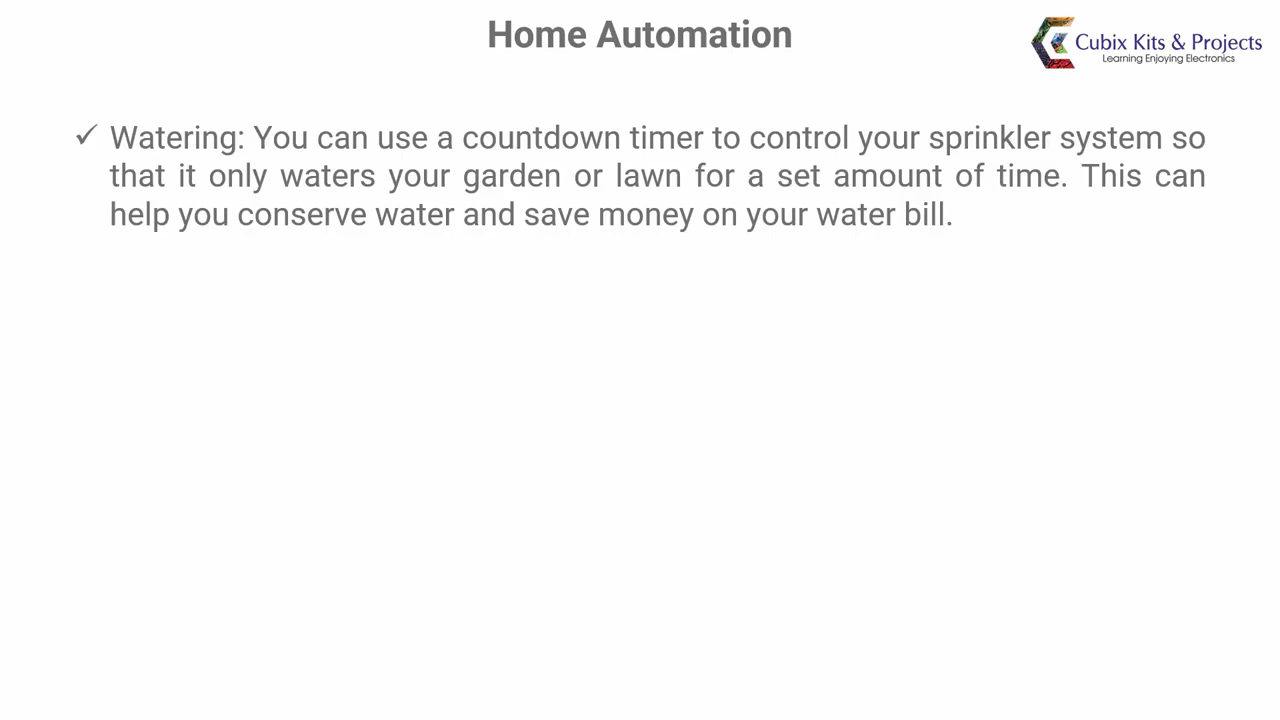 Home Automation
Cubix Kits & Projects
Learning Enjoying Electronics
✓ Watering: You can use a countdown timer to control your sprinkler system so
that it only waters your garden or lawn for a set amount of time. This can
help you conserve water and save money on your water bill.